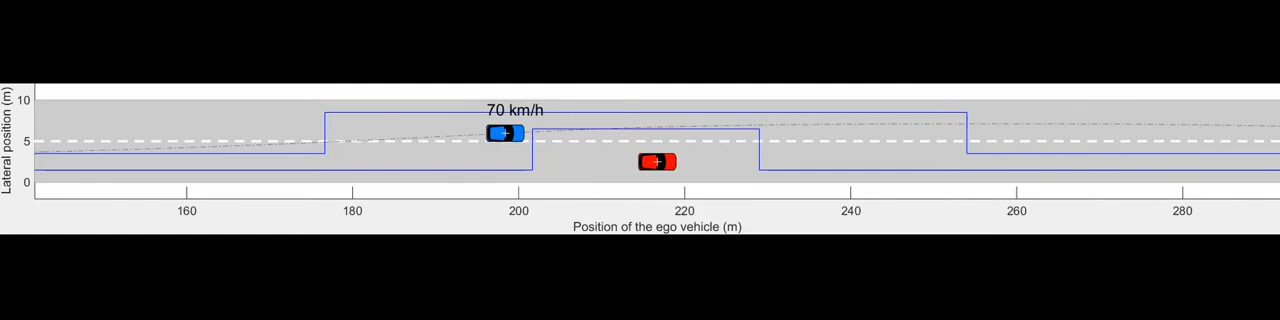 Lateral position (m)
10
5
0
70 km/h
160 180 200 220 240 260 280
Position of the ego vehicle (m)